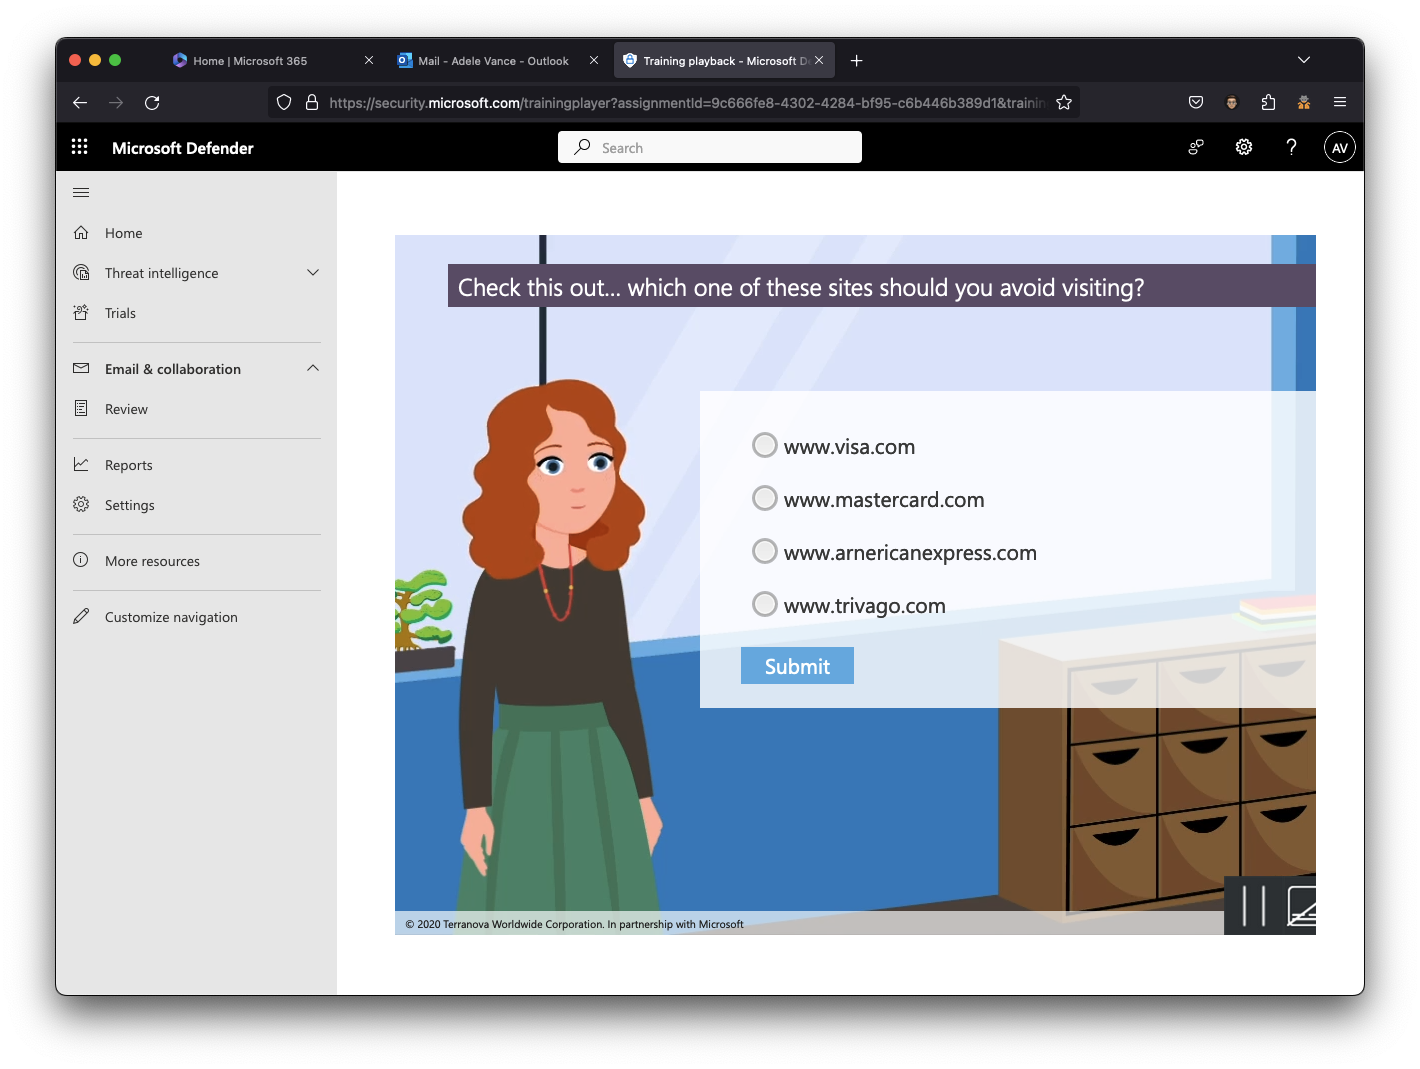 Home | Microsoft 365
Mail - Adele Vance - Outlook
Training playback - Microsoft D
https://security.microsoft.com/trainingplayer?assignmentId=9c666fe8-4302-4284-bf95-c6b446b389d1&trainin
Microsoft Defender
Search
AV
Home
Threat intelligence
Trials
Email & collaboration
Review
Reports
Settings
More resources
Customize navigation
Check this out... which one of these sites should you avoid visiting?
www.visa.com
www.mastercard.com
www.arnericanexpress.com
www.trivago.com
Submit
© 2020 Terranova Worldwide Corporation. In partnership with Microsoft